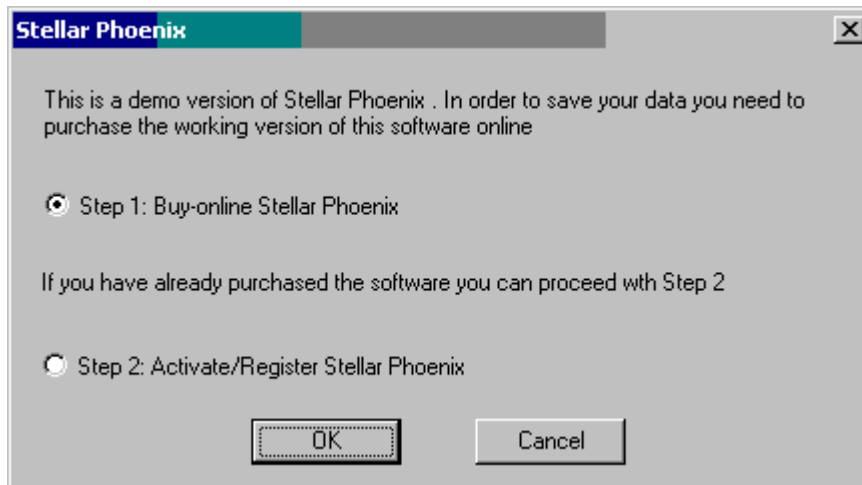 Stellar Phoenix
This is a demo version of Stellar Phoenix . In order to save your data you need to
purchase the working version of this software online
Step 1: Buy-online Stellar Phoenix
If you have already purchased the software you can proceed wth Step 2
Step 2: Activate/Register Stellar Phoenix
OK
Cancel